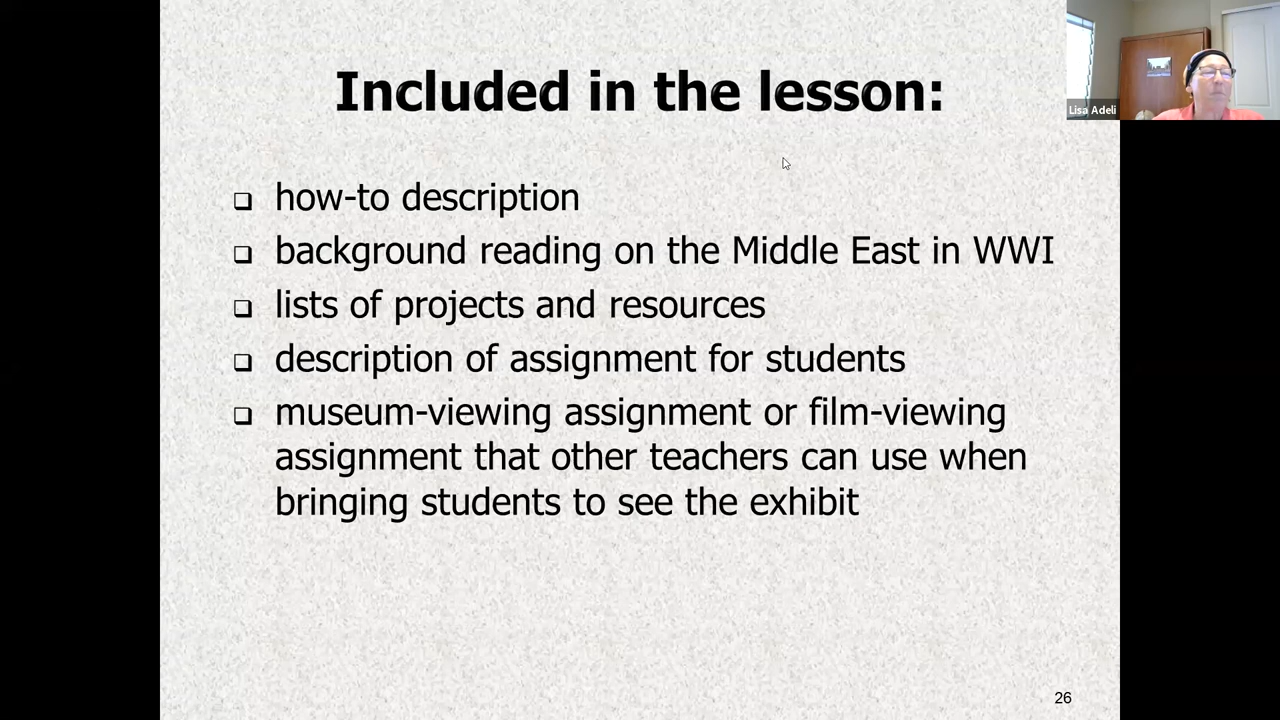 Included in the lesson:
Lisa Adeli
❑ how-to description
❑ background reading on the Middle East in WWI
❑ lists of projects and resources
❑ description of assignment for students
❑ museum-viewing assignment or film-viewing
assignment that other teachers can use when
bringing students to see the exhibit
26